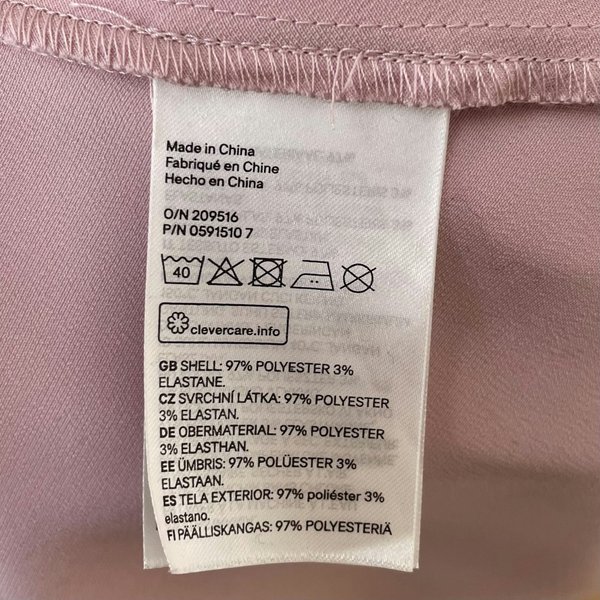 Made in China
Fabriqué en Chine
Hecho en China
O/N 209516
P/N 0591510 7
40
clevercare.info
GB SHELL: 97% POLYESTER 3%
ELASTANE.
CZ SVRCHNÍ LÁTKA: 97% POLYESTER
3% ELASTAN.
DE OBERMATERIAL: 97% POLYESTER
3% ELASTHAN.
EE ÜMBRIS: 97% POLÜESTER 3%
ELASTAAN.
ES TELA EXTERIOR: 97% poliéster 3%
elastano.
FI PÄÄLLISKANGAS: 97% POLYESTERIÄ